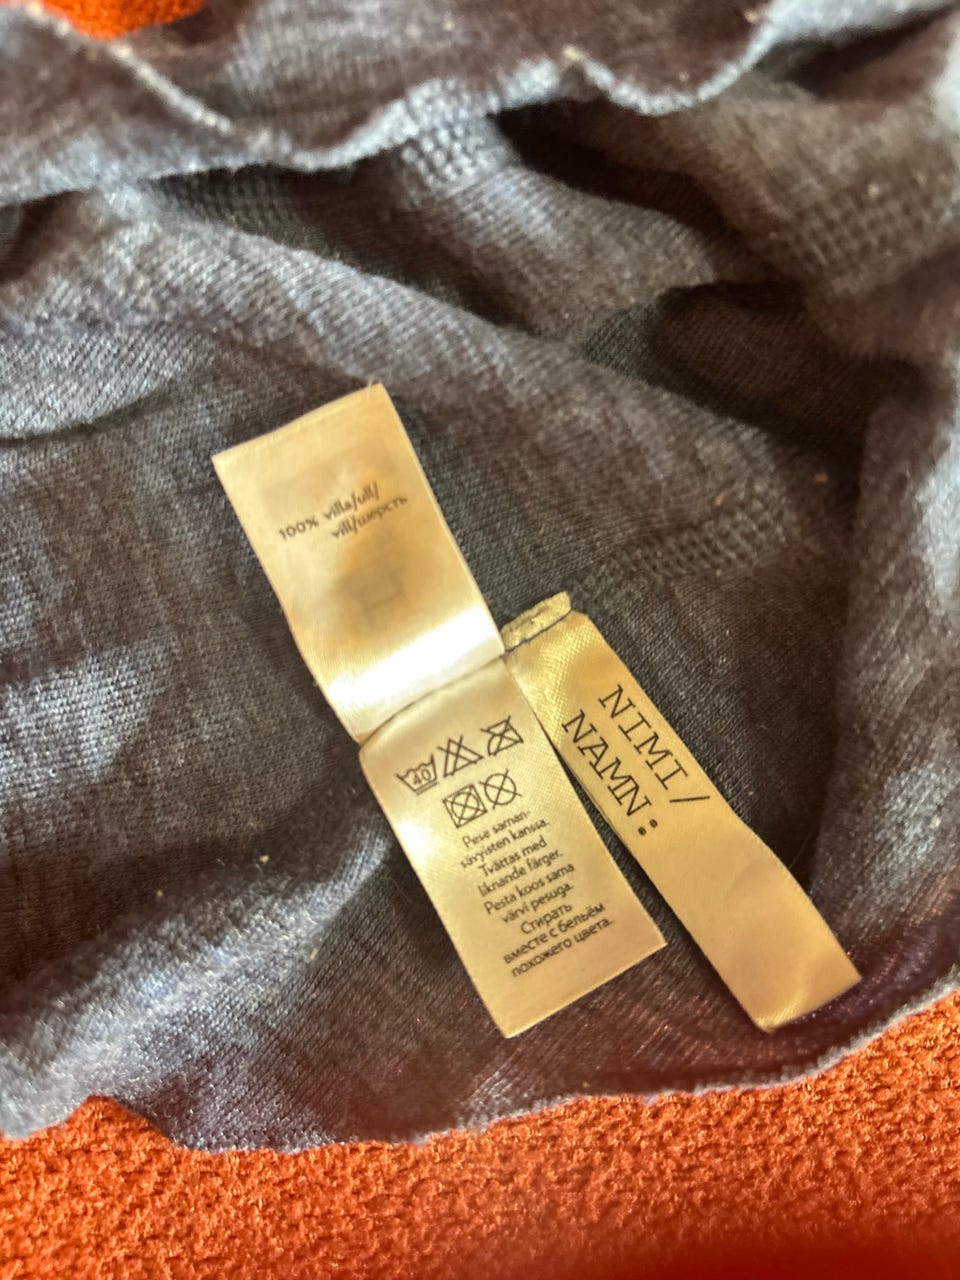 100% villa/ull/
vill/шерсть
40
Pese saman-
sävyisten kanssa.
Tvättas med
liknande färger.
Pesta koos sama
värvi pesuga.
Стирать
вместе с бельём
похожего цвета.
NIMI/
NAMN: